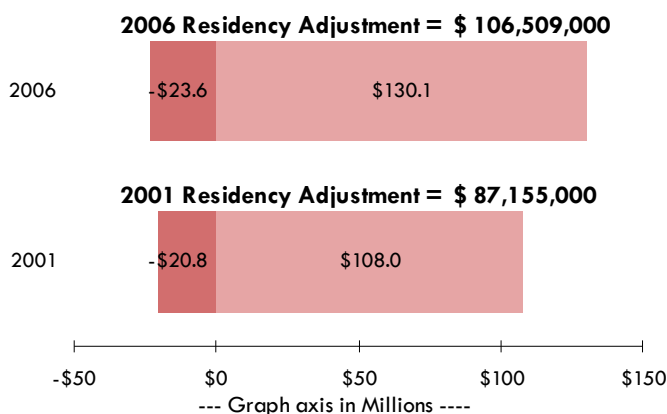 2006 Residency Adjustment = $ 106,509,000
2006 -$23.6 $130.1
2001 Residency Adjustment = $ 87,155,000
2001 -$20.8 $108.0
-$50 $0 $50 $100 $150
--- Graph axis in Millions ----